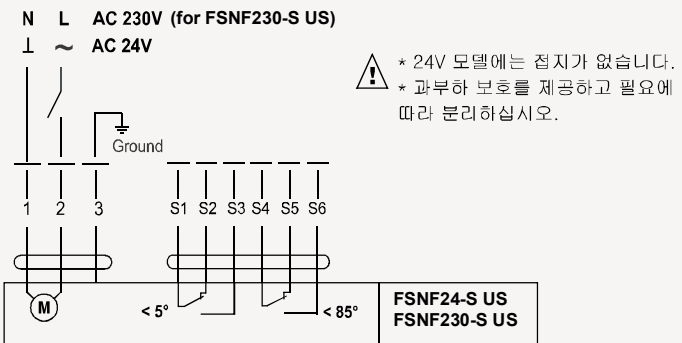 N L AC 230V (for FSNF230-S US)
⊥ ~ AC 24V
* 24V 모델에는 접지가 없습니다.
* 과부하 보호를 제공하고 필요에
따라 분리하십시오.
Ground
1 2 3 S1 S2 S3 S4 S5 S6
M < 5° < 85°
FSNF24-S US
FSNF230-S US